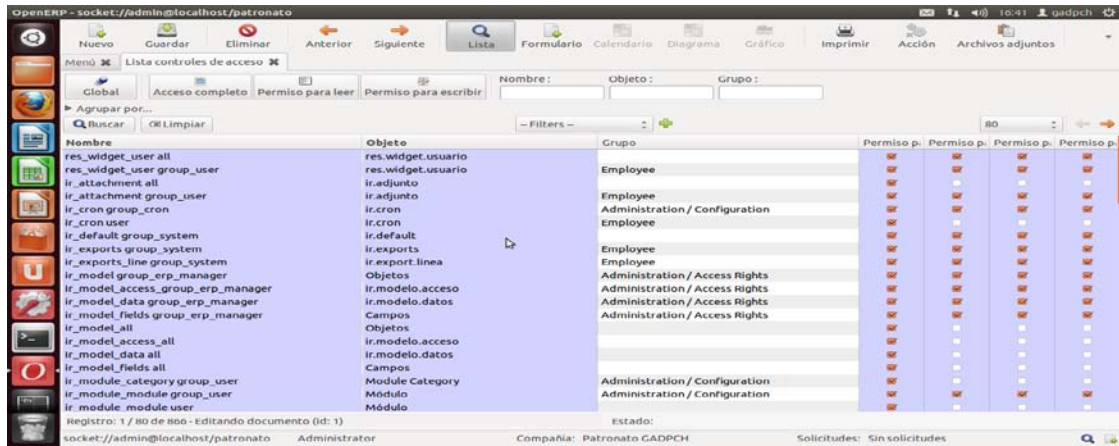 OpenERP - socket://admin@localhost/patronato 16:41 gadpch
Nuevo Guardar Eliminar Anterior Siguiente Lista Formulario Calendario Diagrama Gráfico Imprimir Acción Archivos adjuntos
Menú Lista controles de acceso
Global Acceso completo Permiso para leer Permiso para escribir Nombre : Objeto : Grupo :
Agrupar por...
Buscar Limpiar -- Filters -- 80
Nombre Objeto Grupo Permiso p. Permiso p. Permiso p. Permiso p.
res_widget_user all res.widget.usuario
res_widget_user group_user res.widget.usuario Employee
ir_attachment all ir.adjunto
ir_attachment group_user ir.adjunto Employee
ir_cron group_cron ir.cron Administration / Configuration
ir_cron user ir.cron Employee
ir_default group_system ir.default
ir_exports group_system ir.exports Employee
ir_exports_line group_system ir.export.linea Employee
ir_model group_erp_manager Objetos Administration / Access Rights
ir_model_access_group_erp_manager ir.modelo.acceso Administration / Access Rights
ir_model_data group_erp_manager ir.modelo.datos Administration / Access Rights
ir_model_fields group_erp_manager Campos Administration / Access Rights
ir_model_all Objetos
ir_model_access_all ir.modelo.acceso
ir_model_data all ir.modelo.datos
ir_model_fields all Campos
ir_module_category group_user Module Category Administration / Configuration
ir_module_module group_user Módulo Administration / Configuration
ir_module_module user Módulo
Registro: 1 / 80 de 866 - Editando documento (id: 1) Estado:
socket://admin@localhost/patronato Administrator Compañía: Patronato GADPCH Solicitudes: Sin solicitudes